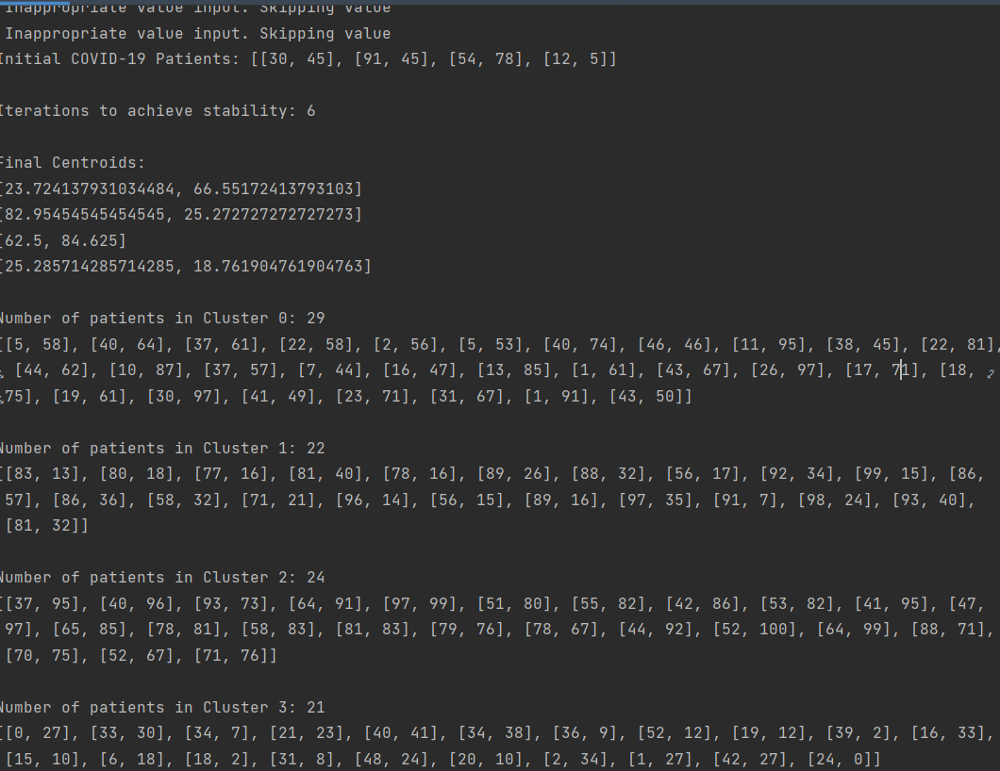 Inappropriate value input. Skipping value
Inappropriate value input. Skipping value
Initial COVID-19 Patients: [[30, 45], [91, 45], [54, 78], [12, 5]]
Iterations to achieve stability: 6
Final Centroids:
[23.724137931034484, 66.55172413793103]
[82.95454545454545, 25.272727272727273]
[62.5, 84.625]
[25.285714285714285, 18.761904761904763]
Number of patients in Cluster 0: 29
[[5, 58], [40, 64], [37, 61], [22, 58], [2, 56], [5, 53], [40, 74], [46, 46], [11, 95], [38, 45], [22, 81],
[44, 62], [10, 87], [37, 57], [7, 44], [16, 47], [13, 85], [1, 61], [43, 67], [26, 97], [17, 71], [18,
75], [19, 61], [30, 97], [41, 49], [23, 71], [31, 67], [1, 91], [43, 50]]
Number of patients in Cluster 1: 22
[[83, 13], [80, 18], [77, 16], [81, 40], [78, 16], [89, 26], [88, 32], [56, 17], [92, 34], [99, 15], [86,
57], [86, 36], [58, 32], [71, 21], [96, 14], [56, 15], [89, 16], [97, 35], [91, 7], [98, 24], [93, 40],
[81, 32]]
Number of patients in Cluster 2: 24
[[37, 95], [40, 96], [93, 73], [64, 91], [97, 99], [51, 80], [55, 82], [42, 86], [53, 82], [41, 95], [47,
97], [65, 85], [78, 81], [58, 83], [81, 83], [79, 76], [78, 67], [44, 92], [52, 100], [64, 99], [88, 71],
[70, 75], [52, 67], [71, 76]]
Number of patients in Cluster 3: 21
[[0, 27], [33, 30], [34, 7], [21, 23], [40, 41], [34, 38], [36, 9], [52, 12], [19, 12], [39, 2], [16, 33],
[15, 10], [6, 18], [18, 2], [31, 8], [48, 24], [20, 10], [2, 34], [1, 27], [42, 27], [24, 0]]